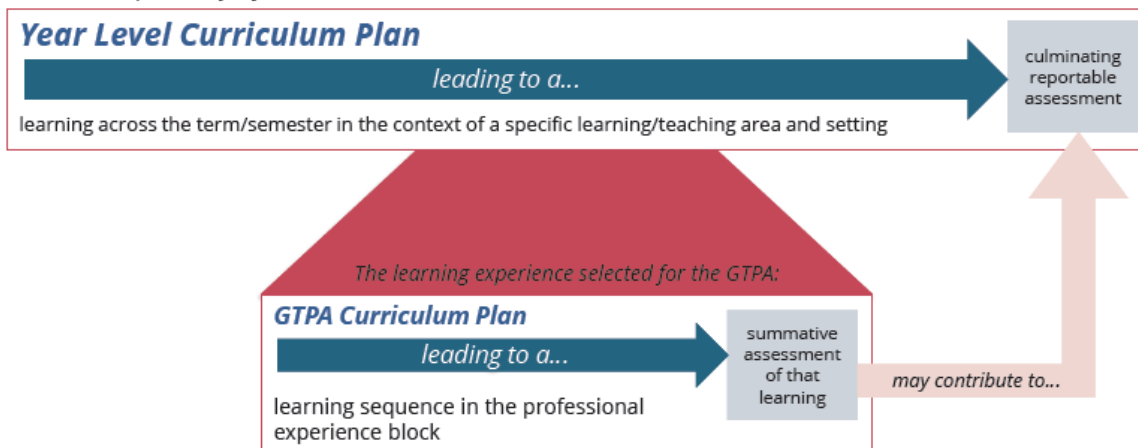 Year Level Curriculum Plan
leading to a...
culminating
reportable
assessment
learning across the term/semester in the context of a specific learning/teaching area and setting
The learning experience selected for the GTPA:
GTPA Curriculum Plan
leading to a...
summative
assessment
of that
learning
may contribute to...
learning sequence in the professional
experience block